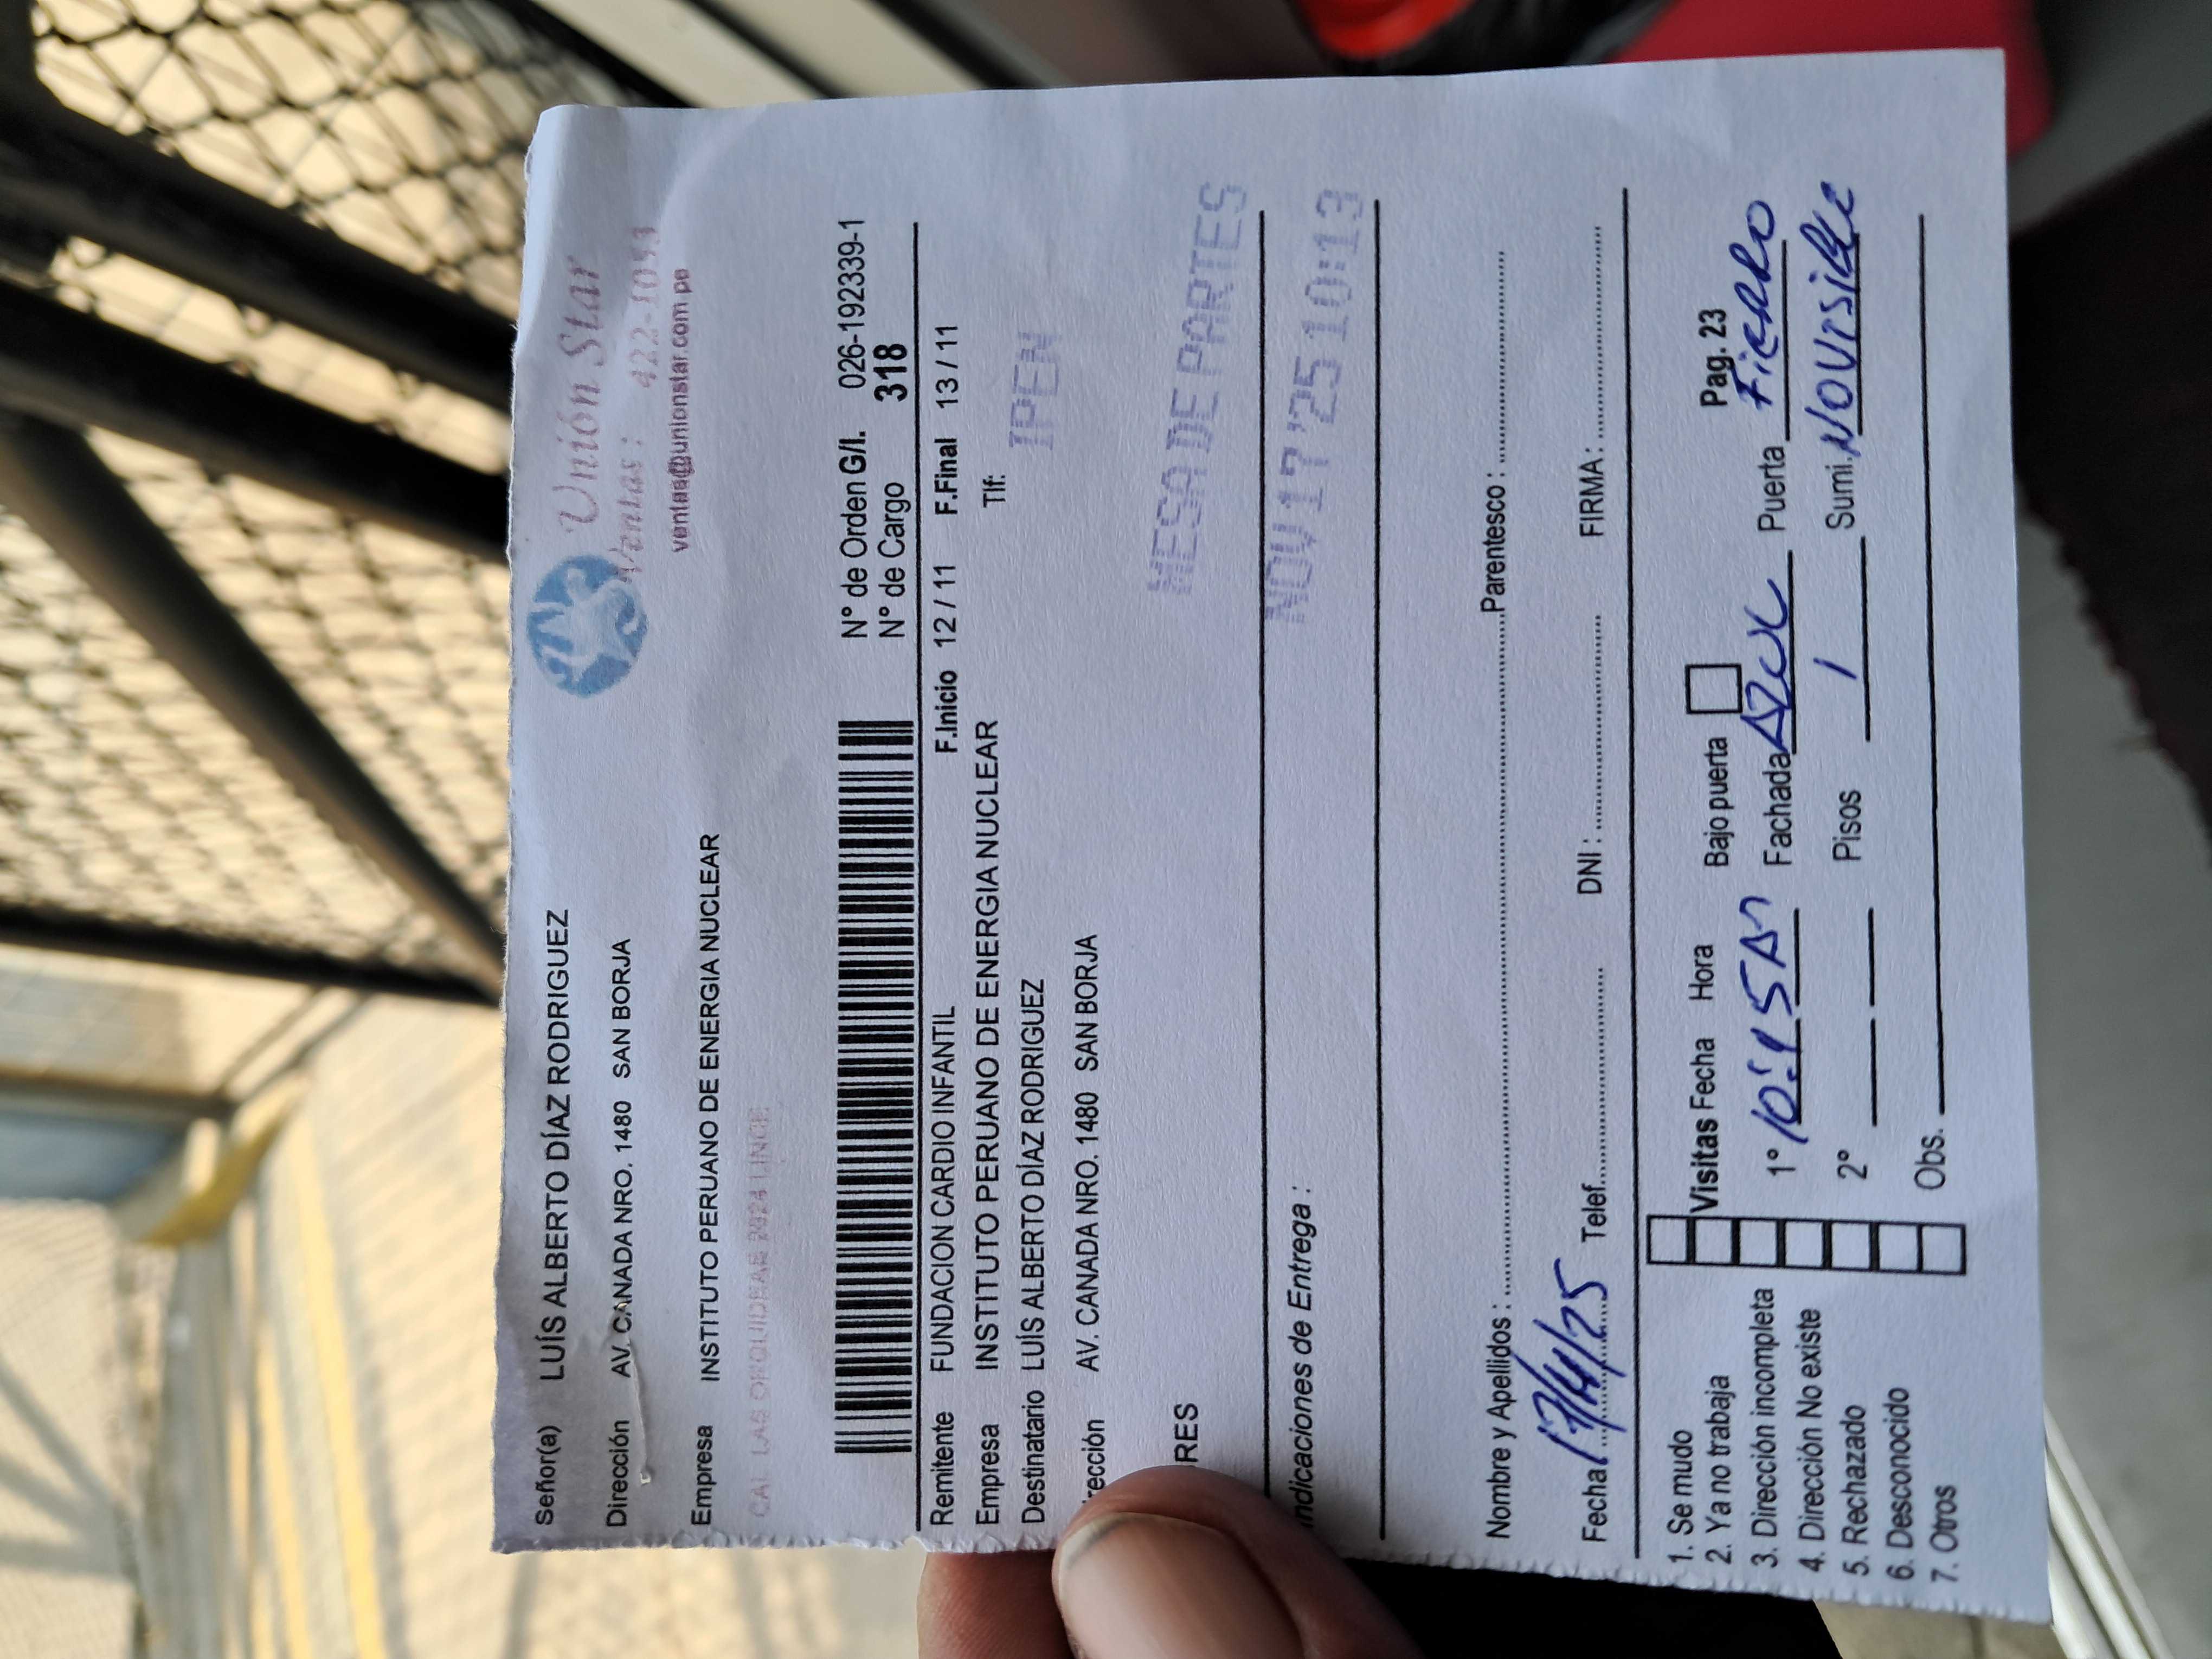 Unión Star
Ventas: 422-1053
ventas@unionstar.com.pe
Señor(a) LUÍS ALBERTO DÍAZ RODRIGUEZ
Dirección AV. CANADA NRO. 1480 SAN BORJA
Empresa INSTITUTO PERUANO DE ENERGIA NUCLEAR
CAL LAS ORQUIDEAS LINCE
N° de Orden G/I. 026-192339-1
N° de Cargo 318
F.Inicio 12 / 11 F.Final 13 / 11
Remitente FUNDACION CARDIO INFANTIL
Empresa INSTITUTO PERUANO DE ENERGIA NUCLEAR Tlf:
Destinatario LUÍS ALBERTO DÍAZ RODRIGUEZ
rección AV. CANADA NRO. 1480 SAN BORJA
IPEN
RES
MESA DE PARTES
NOV 17 '25 10:13
Indicaciones de Entrega :
Nombre y Apellidos : Parentesco :
Fecha 17/11/25 Telef. DNI : FIRMA:
1. Se mudo
2. Ya no trabaja
3. Dirección incompleta
4. Dirección No existe
5. Rechazado
6. Desconocido
7. Otros
Visitas Fecha Hora Bajo puerta Pag. 23
1° 10:15 AM Fachada AZUL Puerta Fierro
2° Pisos 1 Sumi. NOVISIBLE
Obs.